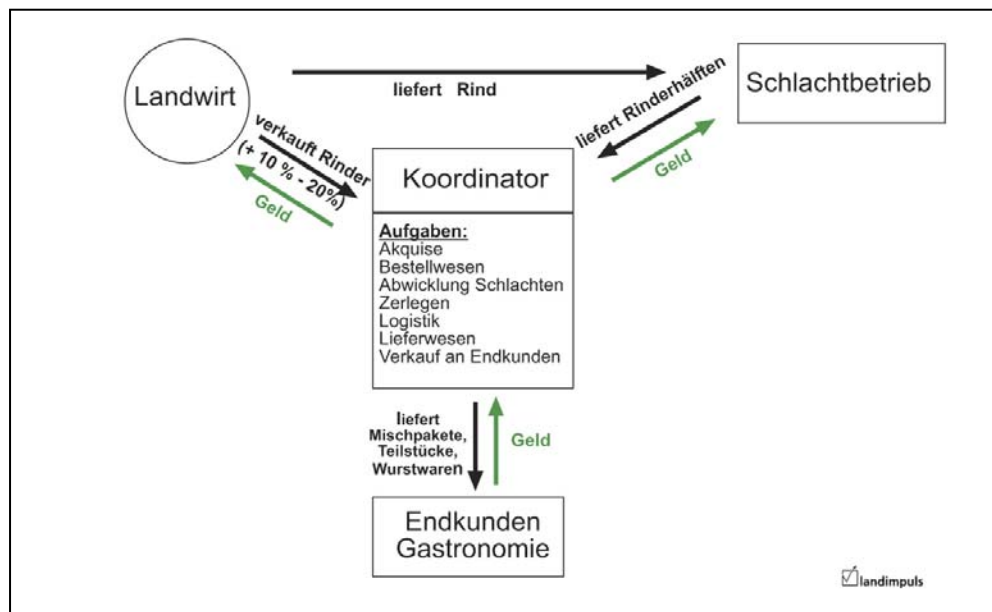 Landwirt
liefert Rind
Schlachtbetrieb
verkauft Rinder
(+ 10 % - 20%)
Geld
liefert Rinderhälften
Geld
Koordinator
Aufgaben:
Akquise
Bestellwesen
Abwicklung Schlachten
Zerlegen
Logistik
Lieferwesen
Verkauf an Endkunden
liefert
Mischpakete,
Teilstücke,
Wurstwaren
Geld
Endkunden
Gastronomie
landimpuls